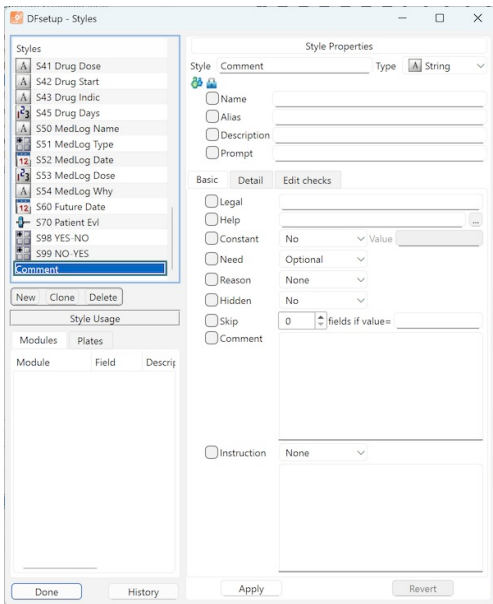 DFsetup - Styles
Styles
S41 Drug Dose
S42 Drug Start
S43 Drug Indic
S45 Drug Days
S50 MedLog Name
S51 MedLog Type
S52 MedLog Date
S53 MedLog Dose
S54 MedLog Why
S60 Future Date
S70 Patient Evl
S98 YES-NO
S99 NO-YES
Comment
New Clone Delete
Style Usage
Modules Plates
Module Field Descrip
Done History
Style Properties
Style Comment Type A String
Name
Alias
Description
Prompt
Basic Detail Edit checks
Legal
Help ...
Constant No Value
Need Optional
Reason None
Hidden No
Skip 0 fields if value=
Comment
Instruction None
Apply Revert